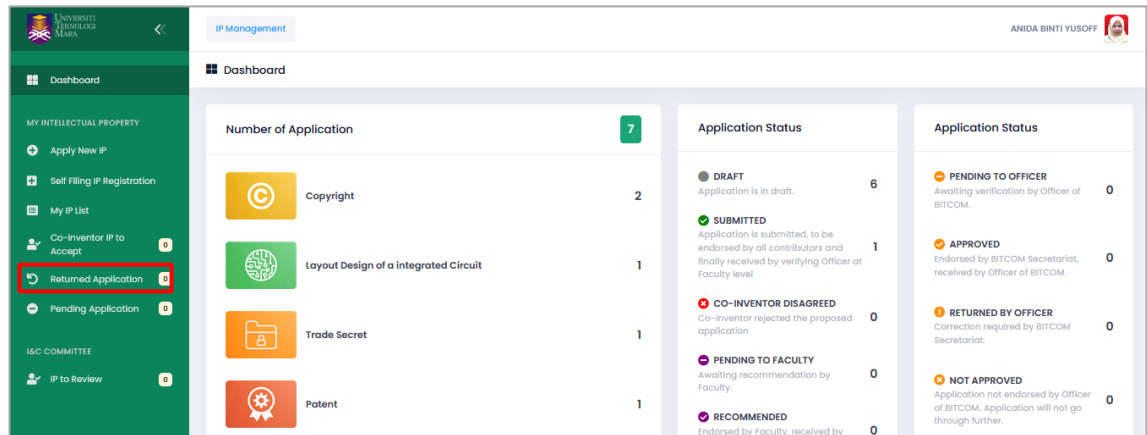 UNIVERSITI
TEKNOLOGI
MARA
IP Management
ANIDA BINTI YUSOFF
Dashboard
Dashboard
MY INTELLECTUAL PROPERTY
Apply New IP
Self Filing IP Registration
My IP List
Co-Inventor IP to
Accept
0
Returned Application
0
Pending Application
0
I&C COMMITTEE
IP to Review
0
Number of Application
7
Copyright
2
Layout Design of a integrated Circuit
1
Trade Secret
1
Patent
1
Application Status
DRAFT
Application is in draft.
6
SUBMITTED
Application is submitted, to be
endorsed by all contributors and
finally received by verifying Officer at
Faculty level
1
CO-INVENTOR DISAGREED
Co-inventor rejected the proposed
application
0
PENDING TO FACULTY
Awaiting recommendation by
Faculty.
0
RECOMMENDED
Endorsed by Faculty, received by
0
Application Status
PENDING TO OFFICER
Awaiting verification by Officer of
BITCOM.
0
APPROVED
Endorsed by BITCOM Secretariat,
received by Officer of BITCOM.
0
RETURNED BY OFFICER
Correction required by BITCOM
Secretariat.
0
NOT APPROVED
Application not endorsed by Officer
of BITCOM. Application will not go
through further.
0